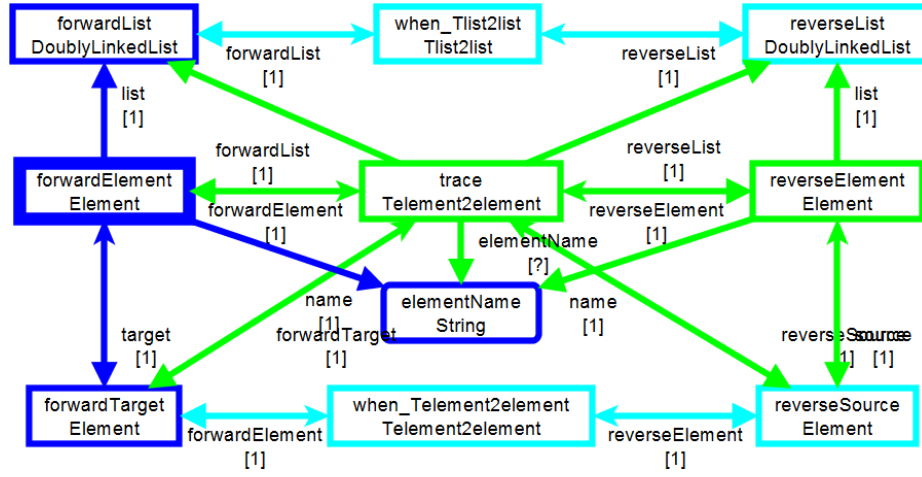 forwardList
DoublyLinkedList
forwardList
[1]
when_Tlist2list
Tlist2list
reverseList
[1]
reverseList
DoublyLinkedList
list
[1]
list
[1]
forwardList
[1]
reverseList
[1]
forwardElement
Element
forwardElement
[1]
trace
Telement2element
reverseElement
[1]
reverseElement
Element
elementName
[?]
name
[1]
elementName
String
name
[1]
target
[1]
forwardTarget
[1]
reverseSource
1]
source
[1]
forwardTarget
Element
forwardElement
[1]
when_Telement2element
Telement2element
reverseElement
[1]
reverseSource
Element